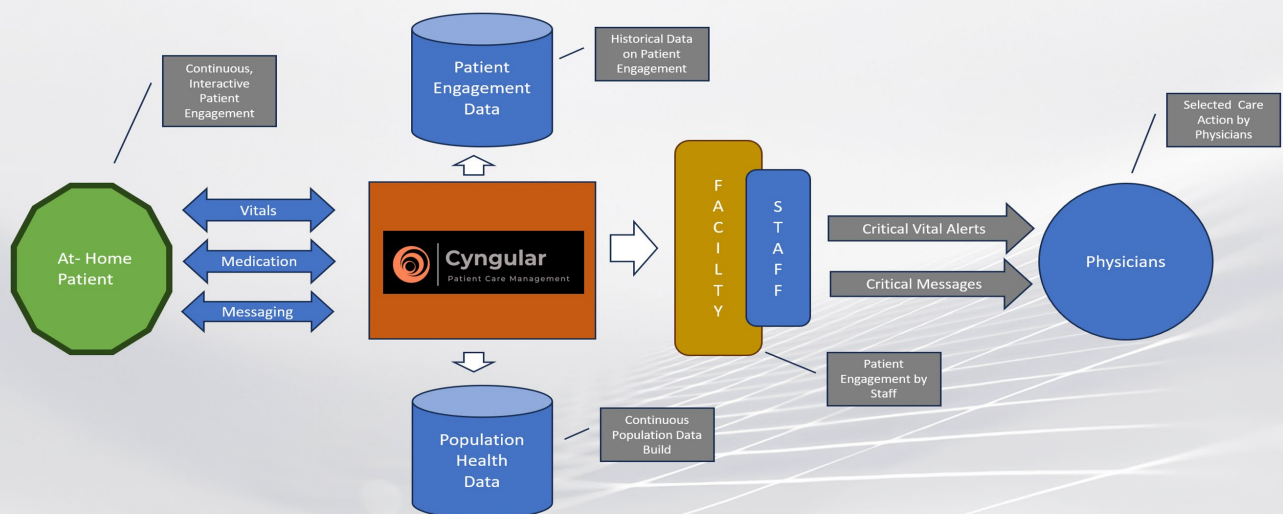 Continuous,
Interactive
Patient
Engagement
Patient
Engagement
Data
Historical Data
on Patient
Engagement
Selected Care
Action by
Physicians
At- Home
Patient
Vitals
Medication
Messaging
Cyngular
Patient Care Management
F
A
C
I
L
T
Y
S
T
A
F
F
Critical Vital Alerts
Critical Messages
Physicians
Patient
Engagement by
Staff
Population
Health
Data
Continuous
Population Data
Build